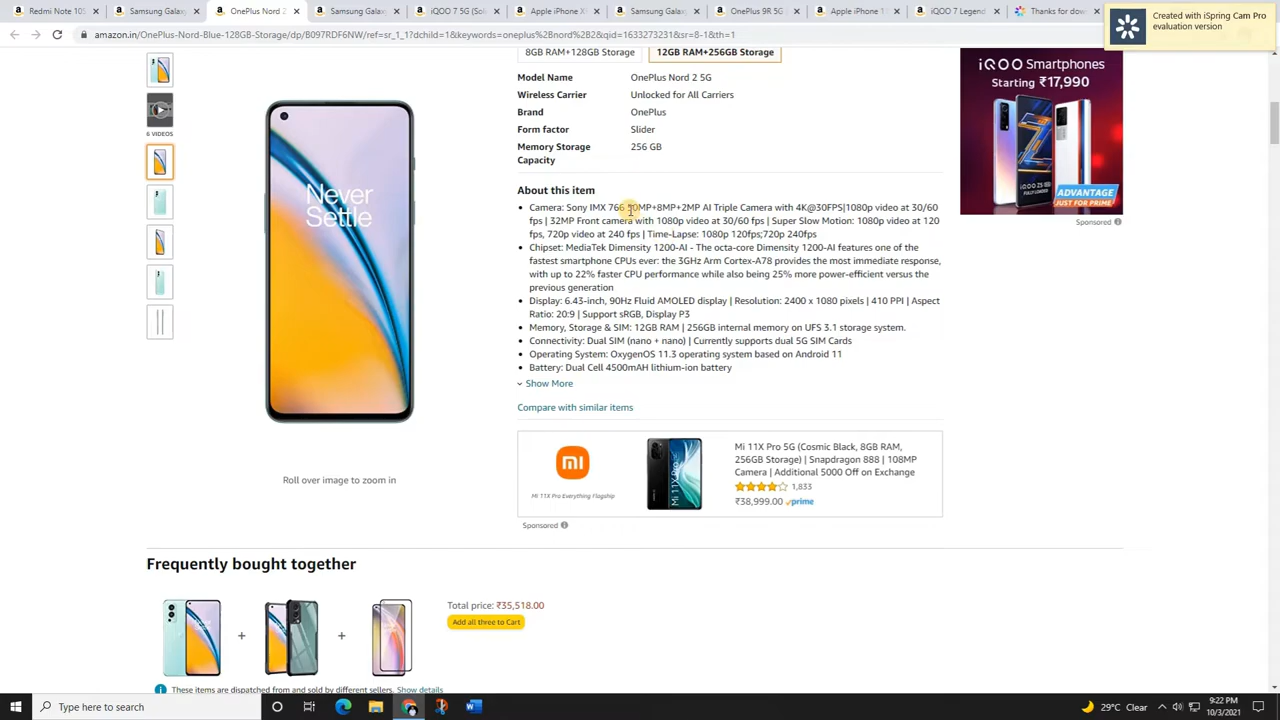 Redmi Note 10S
Samsung Galaxy
OnePlus Nord 2
Samsung Galaxy
iQOO 7 5G (Sol
Apple iPhone X
Samsung Galaxy
OnePlus 9R 5G
Apple iPhone 1
iQOO 7 Legend
Thanks for dow
Created with iSpring Cam Pro
evaluation version
amazon.in/OnePlus-Nord-Blue-128GB-Storage/dp/B097RDF6NW/ref=sr_1_1
&keywords=oneplus%2Bnord%2B2&qid=1633273231&sr=8-1&th=1
8GB RAM+128GB Storage
12GB RAM+256GB Storage
Model Name OnePlus Nord 2 5G
Wireless Carrier Unlocked for All Carriers
Brand OnePlus
Form factor Slider
Memory Storage 256 GB
Capacity
6 VIDEOS
Never
Settle
About this item
• Camera: Sony IMX 766 50MP+8MP+2MP AI Triple Camera with 4K@30FPS|1080p video at 30/60
fps | 32MP Front camera with 1080p video at 30/60 fps | Super Slow Motion: 1080p video at 120
fps, 720p video at 240 fps | Time-Lapse: 1080p 120fps;720p 240fps
• Chipset: MediaTek Dimensity 1200-AI - The octa-core Dimensity 1200-AI features one of the
fastest smartphone CPUs ever: the 3GHz Arm Cortex-A78 provides the most immediate response,
with up to 22% faster CPU performance while also being 25% more power-efficient versus the
previous generation
• Display: 6.43-inch, 90Hz Fluid AMOLED display | Resolution: 2400 x 1080 pixels | 410 PPI | Aspect
Ratio: 20:9 | Support sRGB, Display P3
• Memory, Storage & SIM: 12GB RAM | 256GB internal memory on UFS 3.1 storage system.
• Connectivity: Dual SIM (nano + nano) | Currently supports dual 5G SIM Cards
• Operating System: OxygenOS 11.3 operating system based on Android 11
• Battery: Dual Cell 4500mAH lithium-ion battery
Show More
Compare with similar items
iQOO Smartphones
Starting ₹17,990
iQOO Z5
ADVANTAGE
JUST FOR PRIME
Sponsored
Roll over image to zoom in
mi
Mi 11X Pro Everything Flagship
Mi 11X Pro 5G (Cosmic Black, 8GB RAM,
256GB Storage) | Snapdragon 888 | 108MP
Camera | Additional 5000 Off on Exchange
1,833
₹38,999.00 prime
Sponsored
Frequently bought together
+
+
Total price: ₹35,518.00
Add all three to Cart
These items are dispatched from and sold by different sellers. Show details
Type here to search
29°C Clear
9:22 PM
10/3/2021